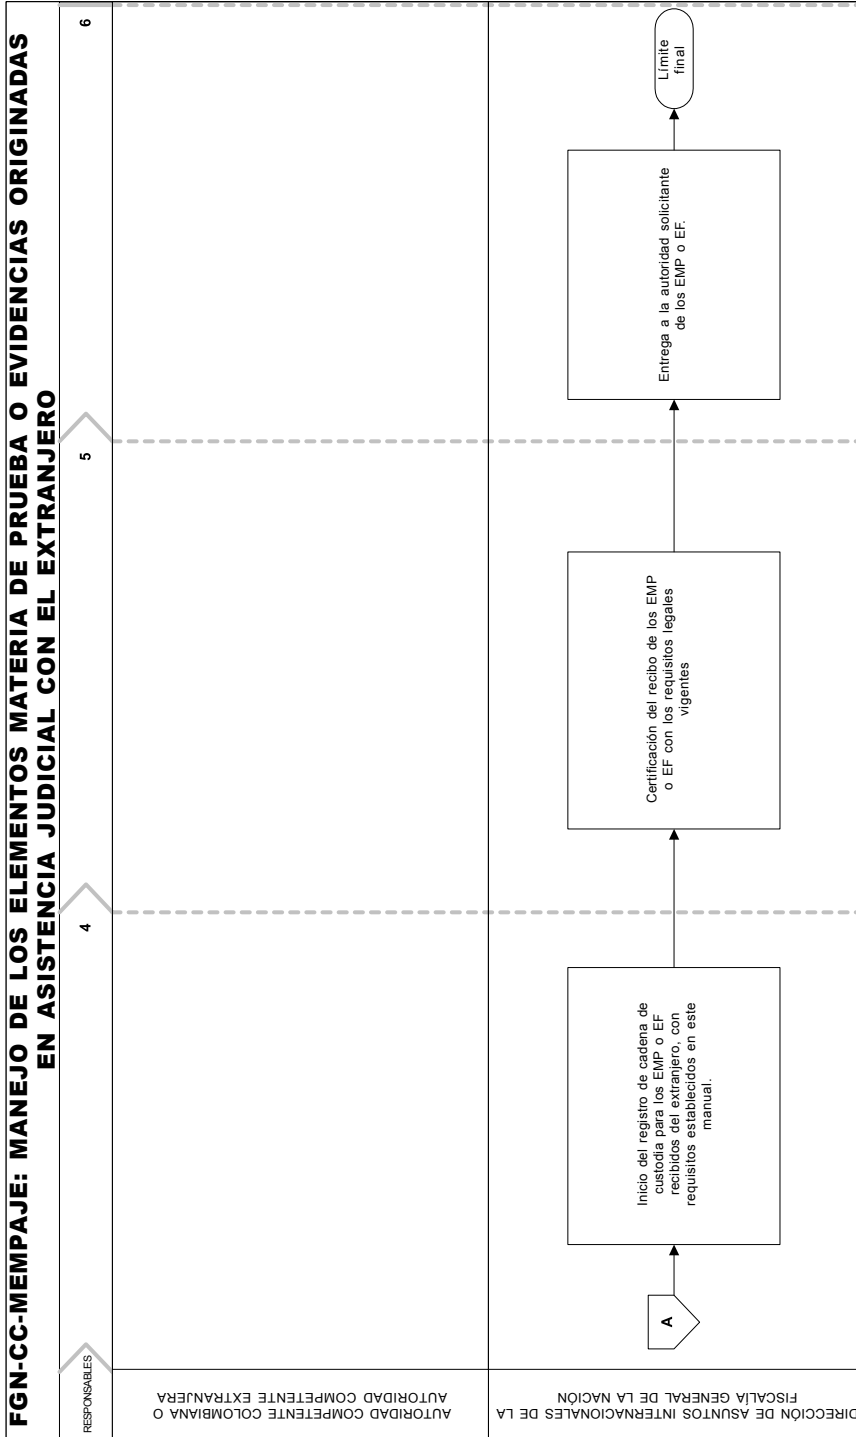 FGN-CC-MEMPAJE: MANEJO DE LOS ELEMENTOS MATERIA DE PRUEBA O EVIDENCIAS ORIGINADAS
EN ASISTENCIA JUDICIAL CON EL EXTRANJERO
RESPONSABLES
4
5
6
AUTORIDAD COMPETENTE COLOMBIANA O
AUTORIDAD COMPETENTE EXTRANJERA
DIRECCIÓN DE ASUNTOS INTERNACIONALES DE LA
FISCALÍA GENERAL DE LA NACIÓN
A
Inicio del registro de cadena de
custodia para los EMP o EF
recibidos del extranjero, con
requisitos establecidos en este
manual.
Certificación del recibo de los EMP
o EF con los requisitos legales
vigentes
Entrega a la autoridad solicitante
de los EMP o EF.
Límite
final